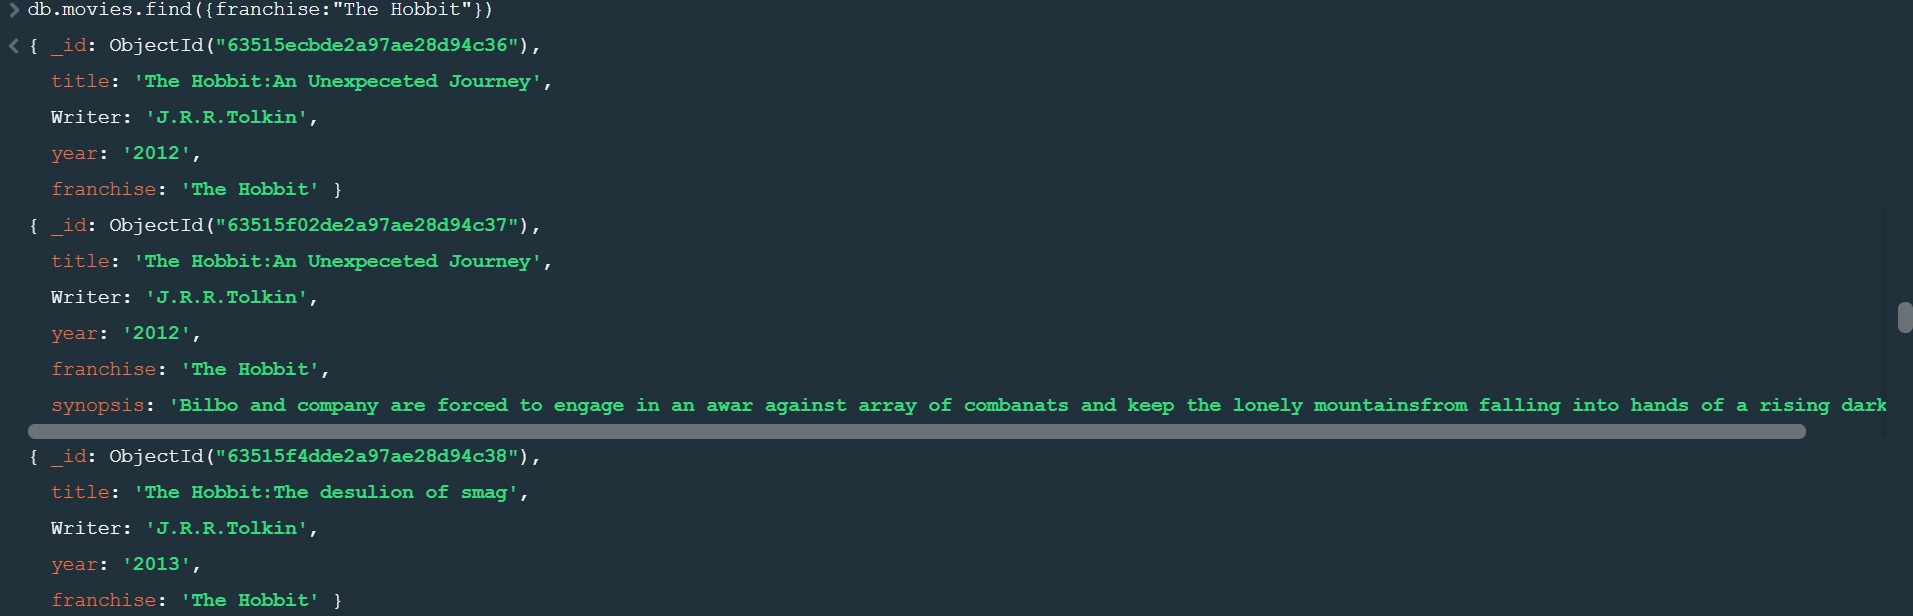 > db.movies.find({franchise:"The Hobbit"})
< { _id: ObjectId("63515ecbde2a97ae28d94c36"),
title: 'The Hobbit:An Unexpeceted Journey',
Writer: 'J.R.R.Tolkin',
year: '2012',
franchise: 'The Hobbit' }
{ _id: ObjectId("63515f02de2a97ae28d94c37"),
title: 'The Hobbit:An Unexpeceted Journey',
Writer: 'J.R.R.Tolkin',
year: '2012',
franchise: 'The Hobbit',
synopsis: 'Bilbo and company are forced to engage in an awar against array of combanats and keep the lonely mountainsfrom falling into hands of a rising dark
{ _id: ObjectId("63515f4dde2a97ae28d94c38"),
title: 'The Hobbit:The desulion of smag',
Writer: 'J.R.R.Tolkin',
year: '2013',
franchise: 'The Hobbit' }